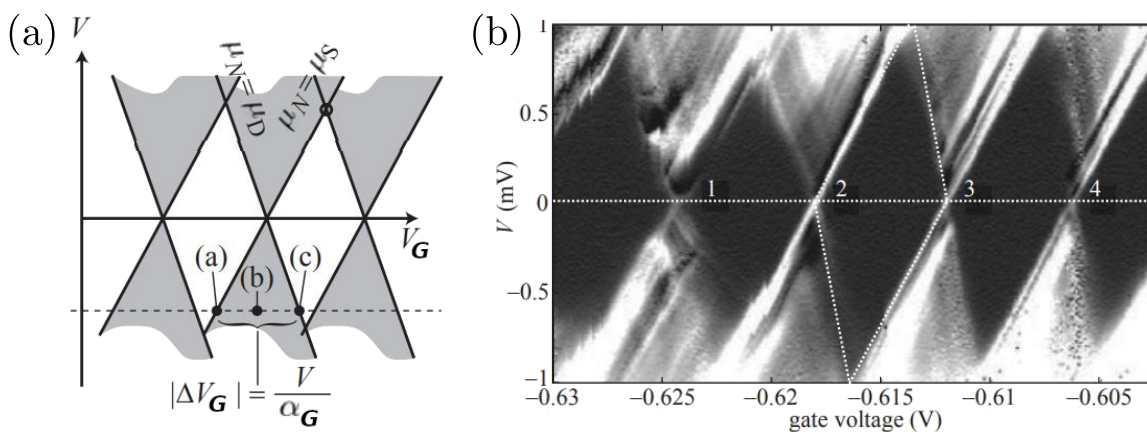 (a)
V
μN = μD
μN = μS
VG
(a)
(b)
(c)
|ΔVG| = V / αG
(b)
1
0.5
0
−0.5
−1
V (mV)
1
2
3
4
−0.63
−0.625
−0.62
−0.615
−0.61
−0.605
gate voltage (V)